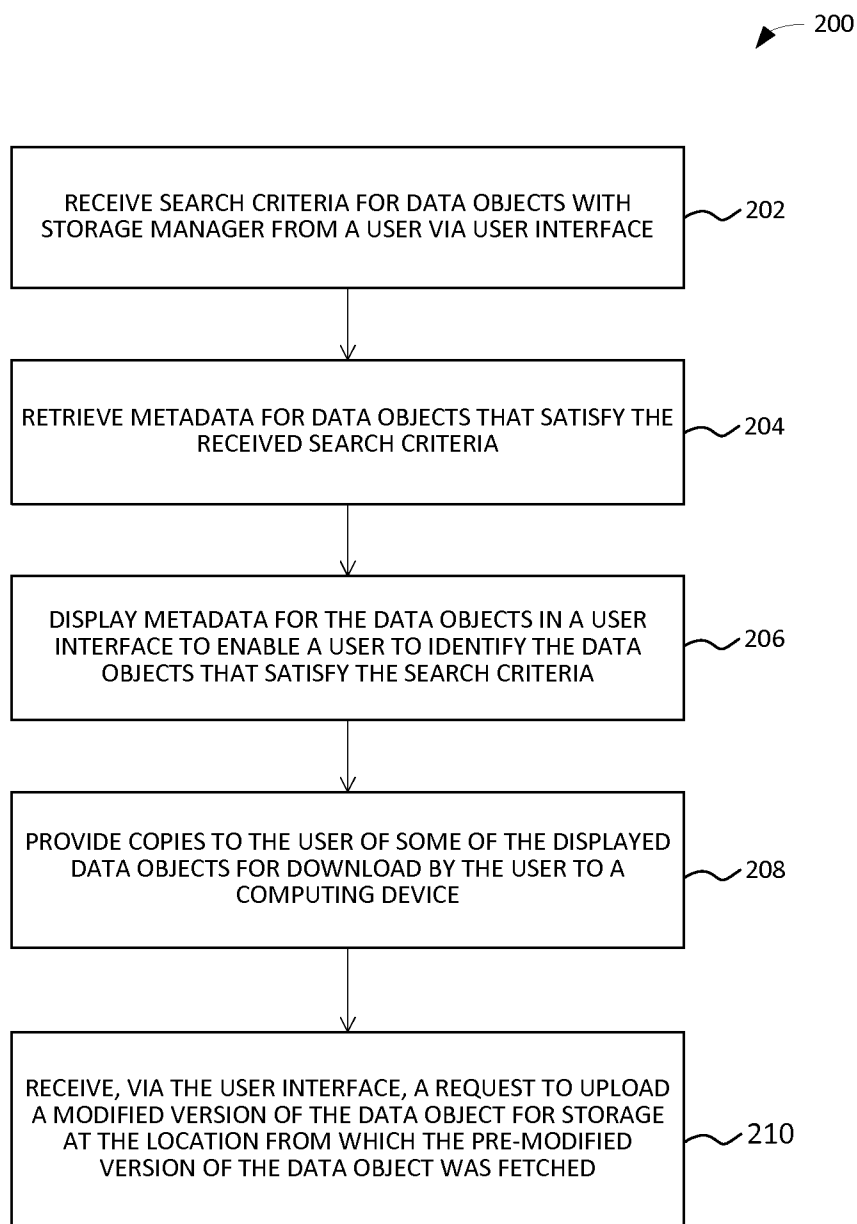 200
RECEIVE SEARCH CRITERIA FOR DATA OBJECTS WITH
STORAGE MANAGER FROM A USER VIA USER INTERFACE
202
RETRIEVE METADATA FOR DATA OBJECTS THAT SATISFY THE
RECEIVED SEARCH CRITERIA
204
DISPLAY METADATA FOR THE DATA OBJECTS IN A USER
INTERFACE TO ENABLE A USER TO IDENTIFY THE DATA
OBJECTS THAT SATISFY THE SEARCH CRITERIA
206
PROVIDE COPIES TO THE USER OF SOME OF THE DISPLAYED
DATA OBJECTS FOR DOWNLOAD BY THE USER TO A
COMPUTING DEVICE
208
RECEIVE, VIA THE USER INTERFACE, A REQUEST TO UPLOAD
A MODIFIED VERSION OF THE DATA OBJECT FOR STORAGE
AT THE LOCATION FROM WHICH THE PRE-MODIFIED
VERSION OF THE DATA OBJECT WAS FETCHED
210